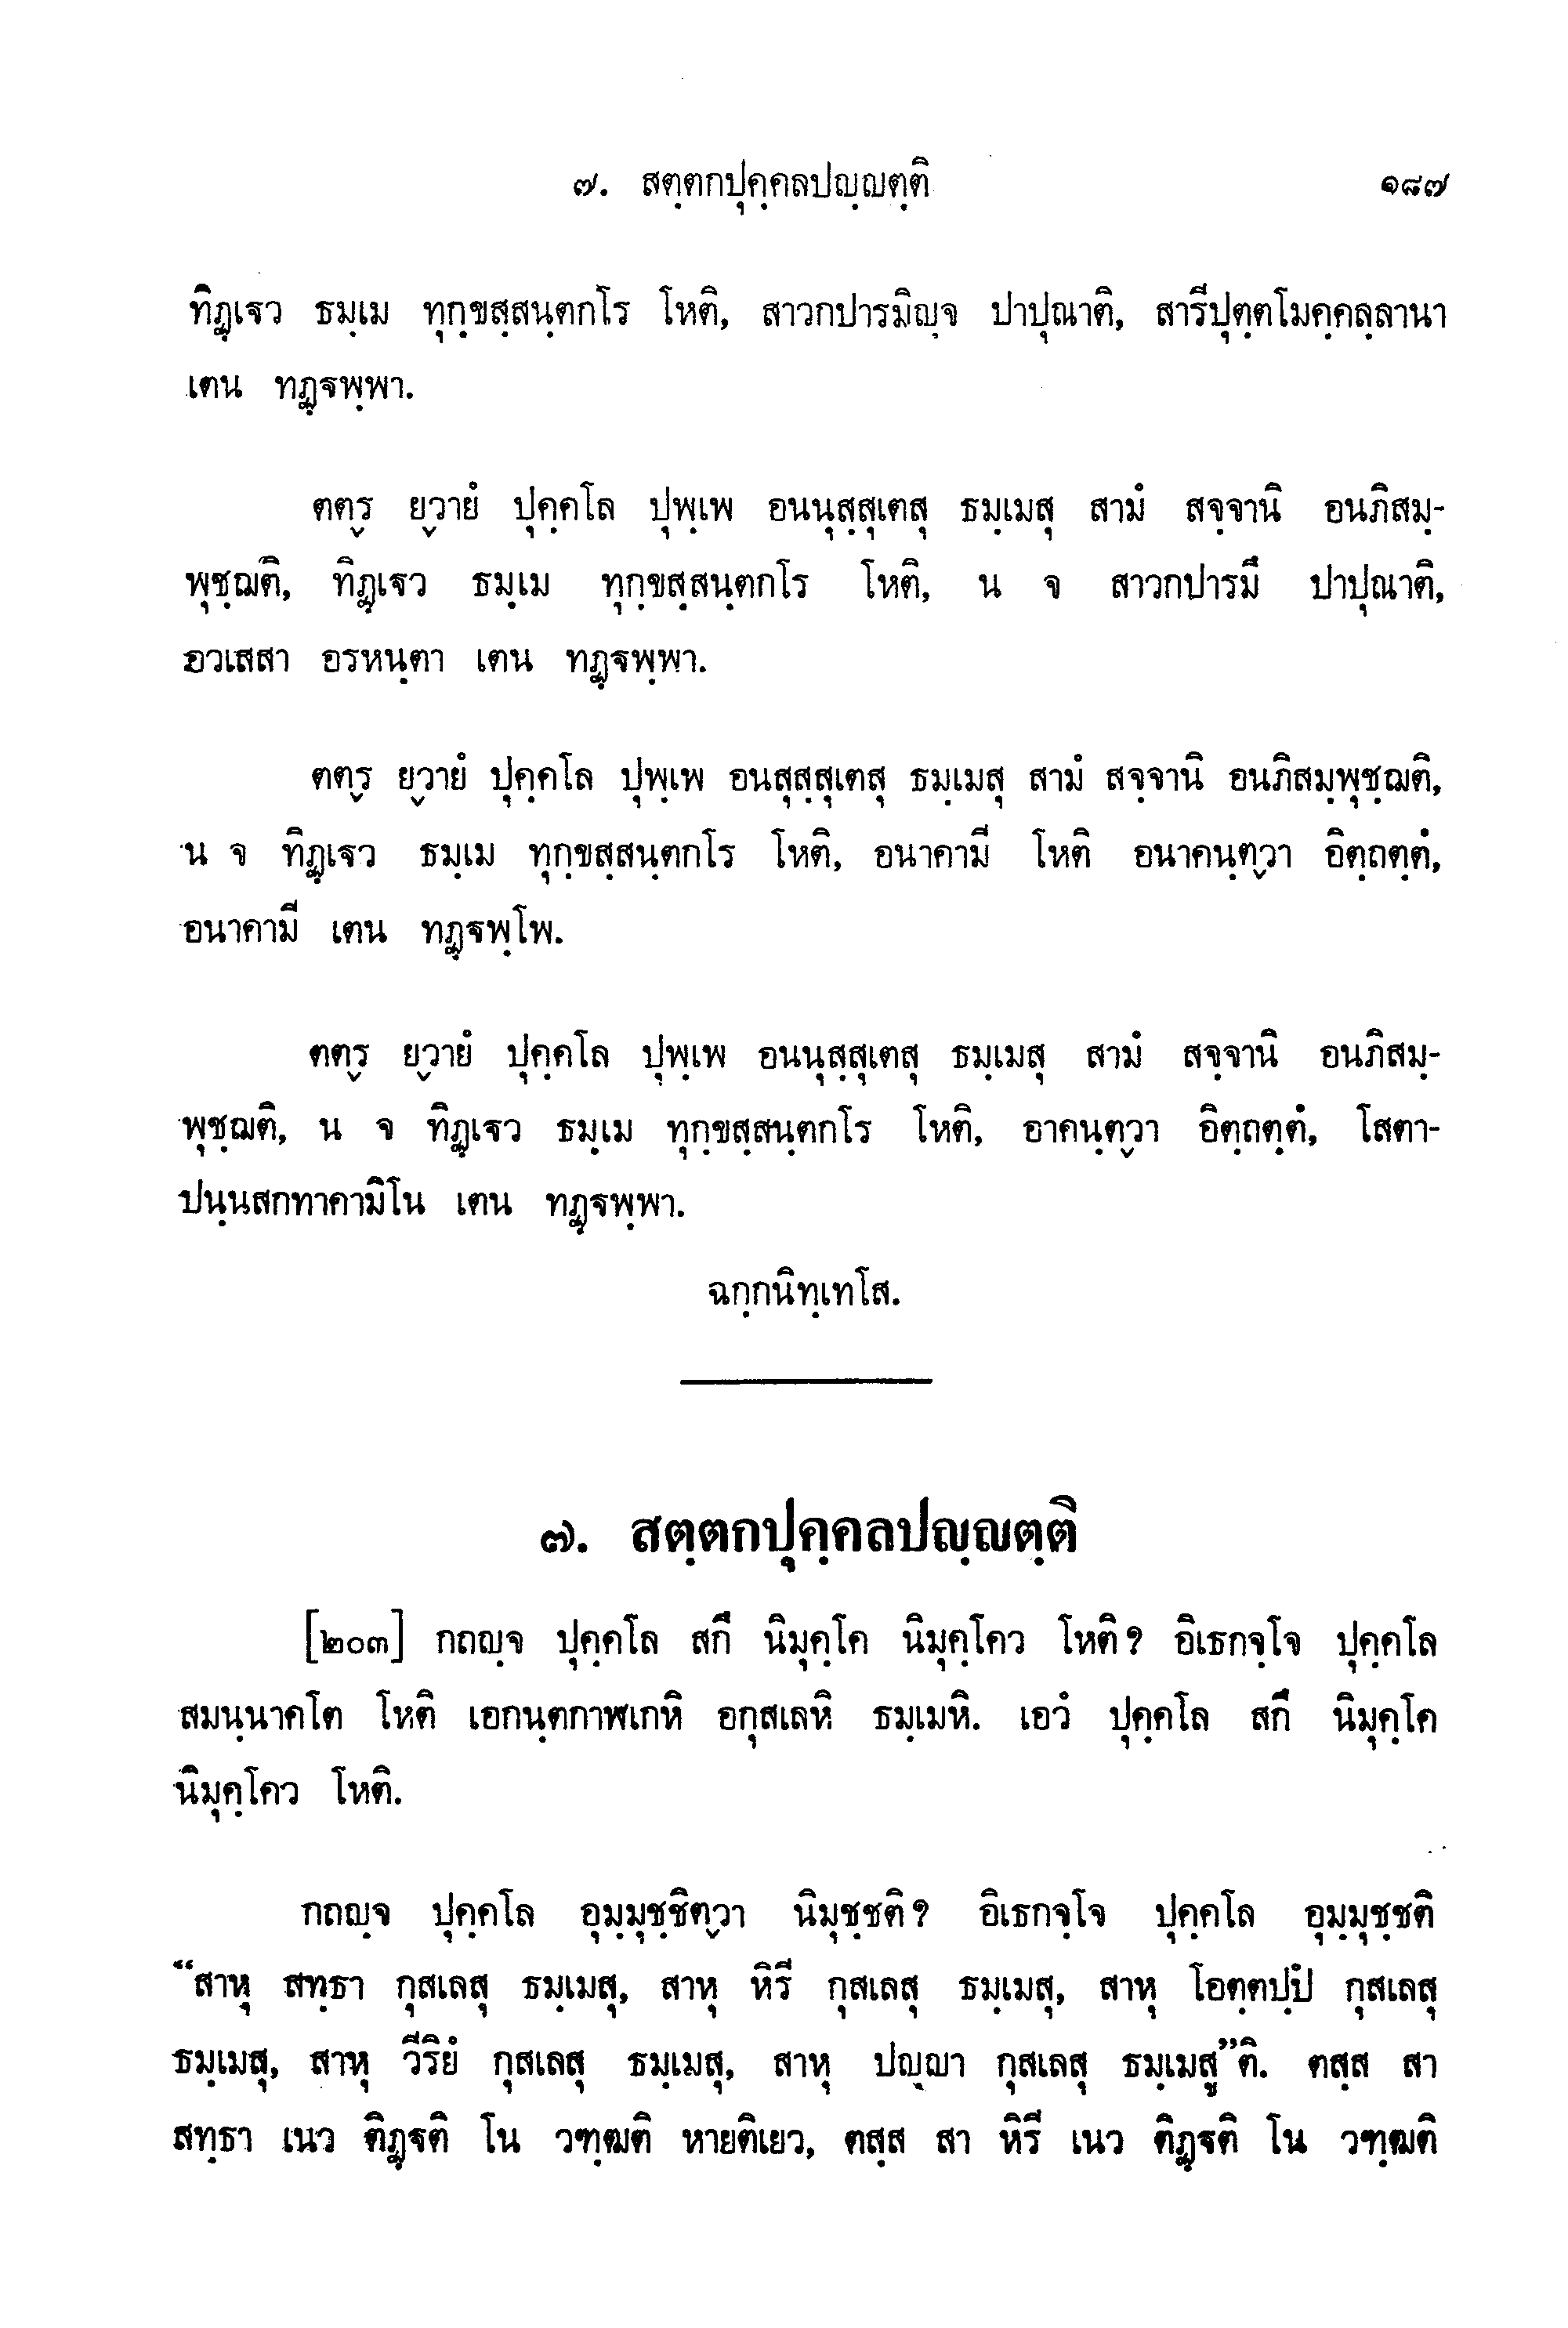 ๗. สตฺตกปุคฺคลปญฺญตฺติ ๑๘๗
ทิฏฺเฐว ธมฺเม ทุกฺขสฺสนฺตกโร โหติ, สาวกปารมิญฺจ ปาปุณาติ, สารีปุตฺตโมคฺคลฺลานา
เตน ทฏฺฐพฺพา.
ตตฺร ยฺวายํ ปุคฺคโล ปุพฺเพ อนนุสฺสุเตสุ ธมฺเมสุ สามํ สจฺจานิ อนภิสมฺ-
พุชฺฌติ, ทิฏฺเฐว ธมฺเม ทุกฺขสฺสนฺตกโร โหติ, น จ สาวกปารมึ ปาปุณาติ,
อวเสสา อรหนฺตา เตน ทฏฺฐพฺพา.
ตตฺร ยฺวายํ ปุคฺคโล ปุพฺเพ อนสุสฺสุเตสุ ธมฺเมสุ สามํ สจฺจานิ อนภิสมฺพุชฺฌติ,
น จ ทิฏฺเฐว ธมฺเม ทุกฺขสฺสนฺตกโร โหติ, อนาคามี โหติ อนาคนฺตฺวา อิตฺถตฺตํ,
อนาคามี เตน ทฏฺฐพฺโพ.
ตตฺร ยฺวายํ ปุคฺคโล ปุพฺเพ อนนุสฺสุเตสุ ธมฺเมสุ สามํ สจฺจานิ อนภิสมฺ-
พุชฺฌติ, น จ ทิฏฺเฐว ธมฺเม ทุกฺขสฺสนฺตกโร โหติ, อาคนฺตฺวา อิตฺถตฺตํ, โสตา-
ปนฺนสกทาคามิโน เตน ทฏฺฐพฺพา.
ฉกฺกนิทฺเทโส.
๗. สตฺตกปุคฺคลปญฺญตฺติ
[๒๐๓] กถญฺจ ปุคฺคโล สกึ นิมุคฺโค นิมุคฺโคว โหติ? อิเธกจฺโจ ปุคฺคโล
สมนฺนาคโต โหติ เอกนฺตกาฬเกหิ อกุสเลหิ ธมฺเมหิ. เอวํ ปุคฺคโล สกึ นิมุคฺโค
นิมุคฺโคว โหติ.
กถญฺจ ปุคฺคโล อุมฺมุชฺชิตฺวา นิมุชฺชติ? อิเธกจฺโจ ปุคฺคโล อุมฺมุชฺชติ
“สาหุ สทฺธา กุสเลสุ ธมฺเมสุ, สาหุ หิรี กุสเลสุ ธมฺเมสุ, สาหุ โอตฺตปฺปํ กุสเลสุ
ธมฺเมสุ, สาหุ วีริยํ กุสเลสุ ธมฺเมสุ, สาหุ ปญฺญา กุสเลสุ ธมฺเมสู”ติ. ตสฺส สา
สทฺธา เนว ติฏฺฐติ โน วฑฺฒติ หายติเยว, ตสฺส สา หิรี เนว ติฏฺฐติ โน วฑฺฒติ